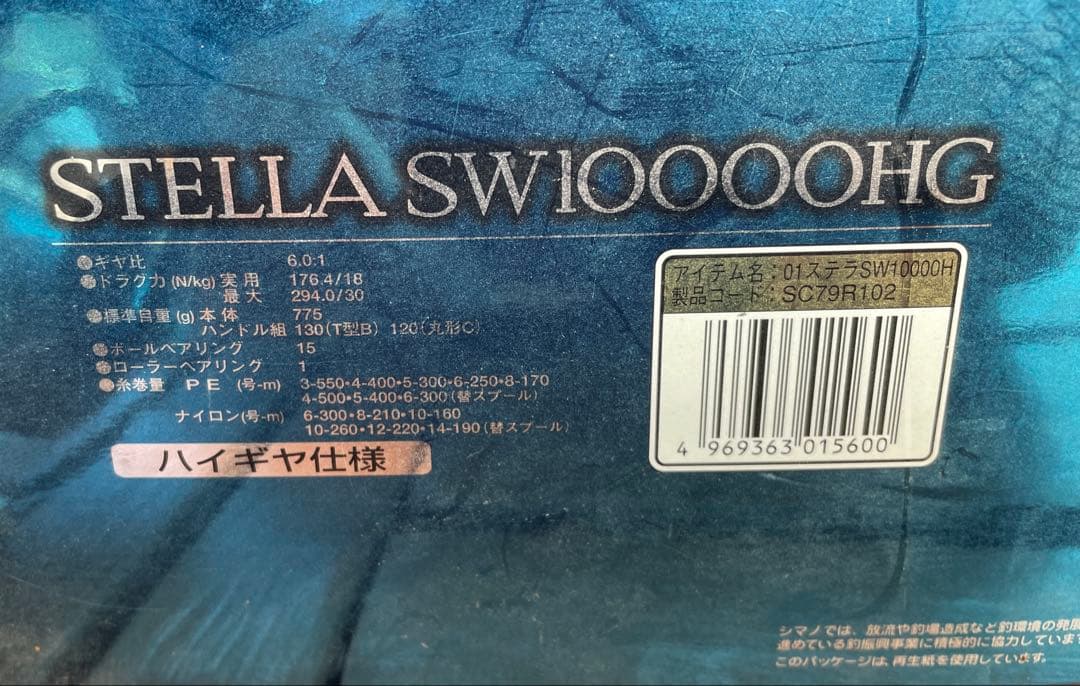 STELLA SW10000HG
●ギヤ比 6.0:1
●ドラグ力 (N/kg) 実用 176.4/18
最大 294.0/30
●標準自重 (g) 本体 775
ハンドル組 130(T型B) 120(丸形C)
●ボールベアリング 15
●ローラーベアリング 1
●糸巻量 PE (号-m) 3-550•4-400•5-300•6-250•8-170
4-500•5-400•6-300(替スプール)
ナイロン(号-m) 6-300•8-210•10-160
10-260•12-220•14-190(替スプール)
ハイギヤ仕様
アイテム名:01ステラSW10000H
製品コード:SC79R102
4 969363 015600
シマノでは、放流や釣場造成など釣環境の発展
進めている釣振興事業に積極的に協力しています
このパッケージは、再生紙を使用しています。